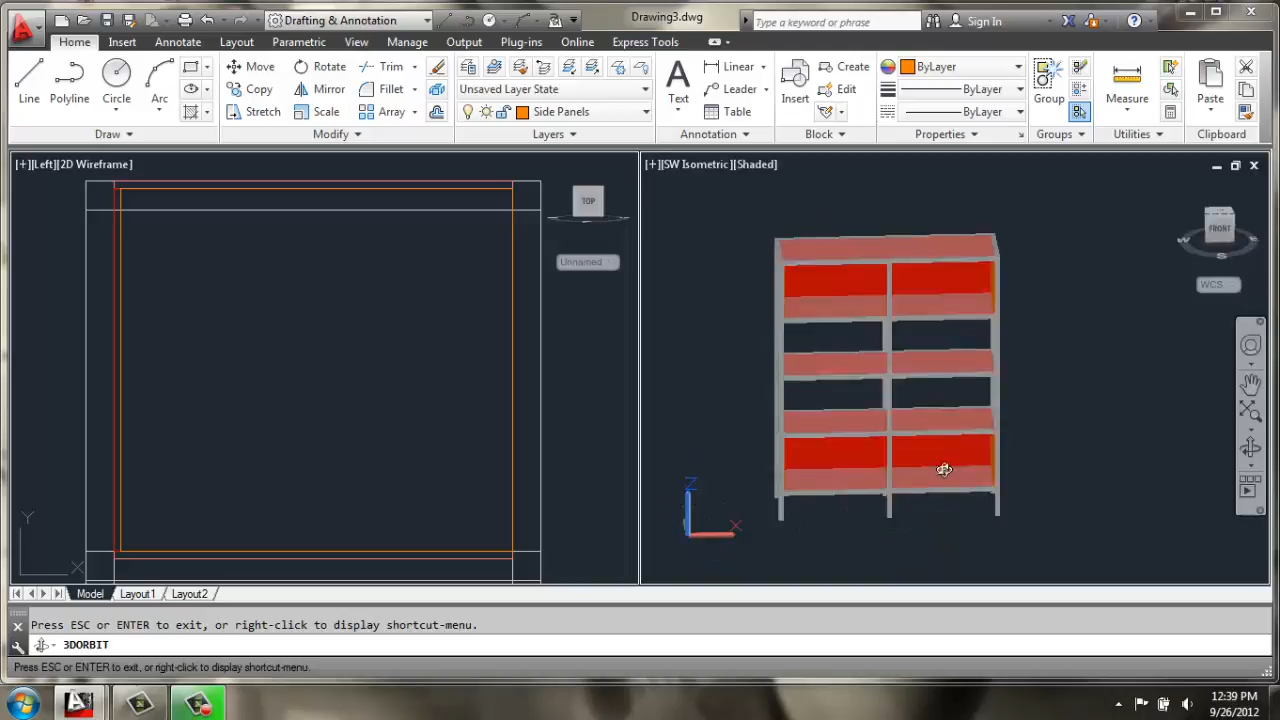 Drafting & Annotation
Drawing3.dwg
Type a keyword or phrase
Sign In
Home Insert Annotate Layout Parametric View Manage Output Plug-ins Online Express Tools
Line
Polyline
Circle
Arc
Move
Rotate
Trim
Copy
Mirror
Fillet
Stretch
Scale
Array
Unsaved Layer State
Side Panels
Text
Linear
Leader
Table
Insert
Create
Edit
ByLayer
ByLayer
ByLayer
Group
Measure
Paste
Draw
Modify
Layers
Annotation
Block
Properties
Groups
Utilities
Clipboard
[+][Left][2D Wireframe]
[+][SW Isometric][Shaded]
TOP
Unnamed
FRONT
W
S
WCS
Y
X
Z
X
Model Layout1 Layout2
Press ESC or ENTER to exit, or right-click to display shortcut-menu.
3DORBIT
Press ESC or ENTER to exit, or right-click to display shortcut-menu.
12:39 PM
9/26/2012